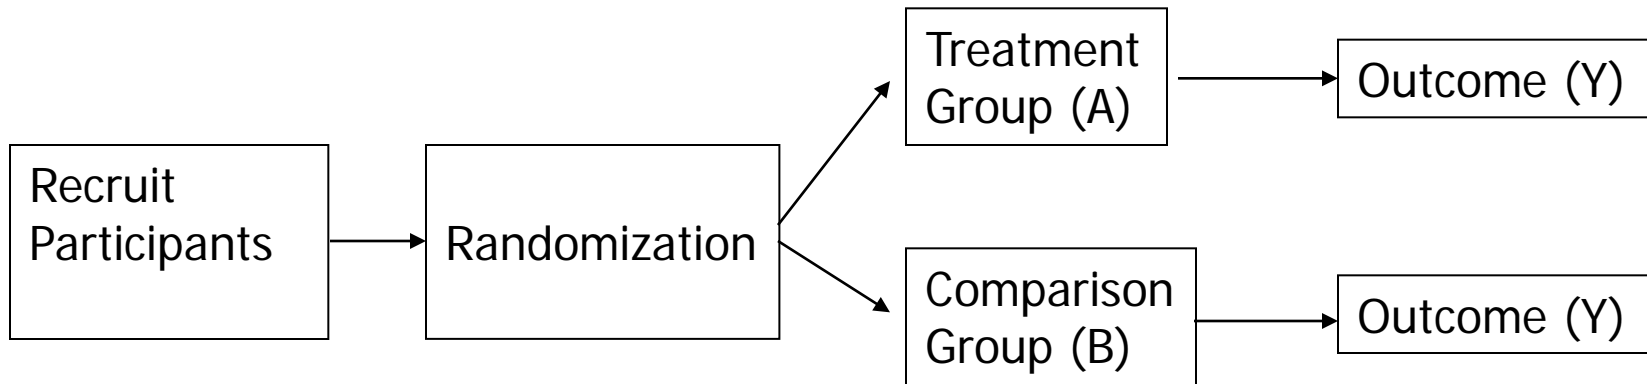 Recruit
Participants
Randomization
Treatment
Group (A)
Outcome (Y)
Comparison
Group (B)
Outcome (Y)